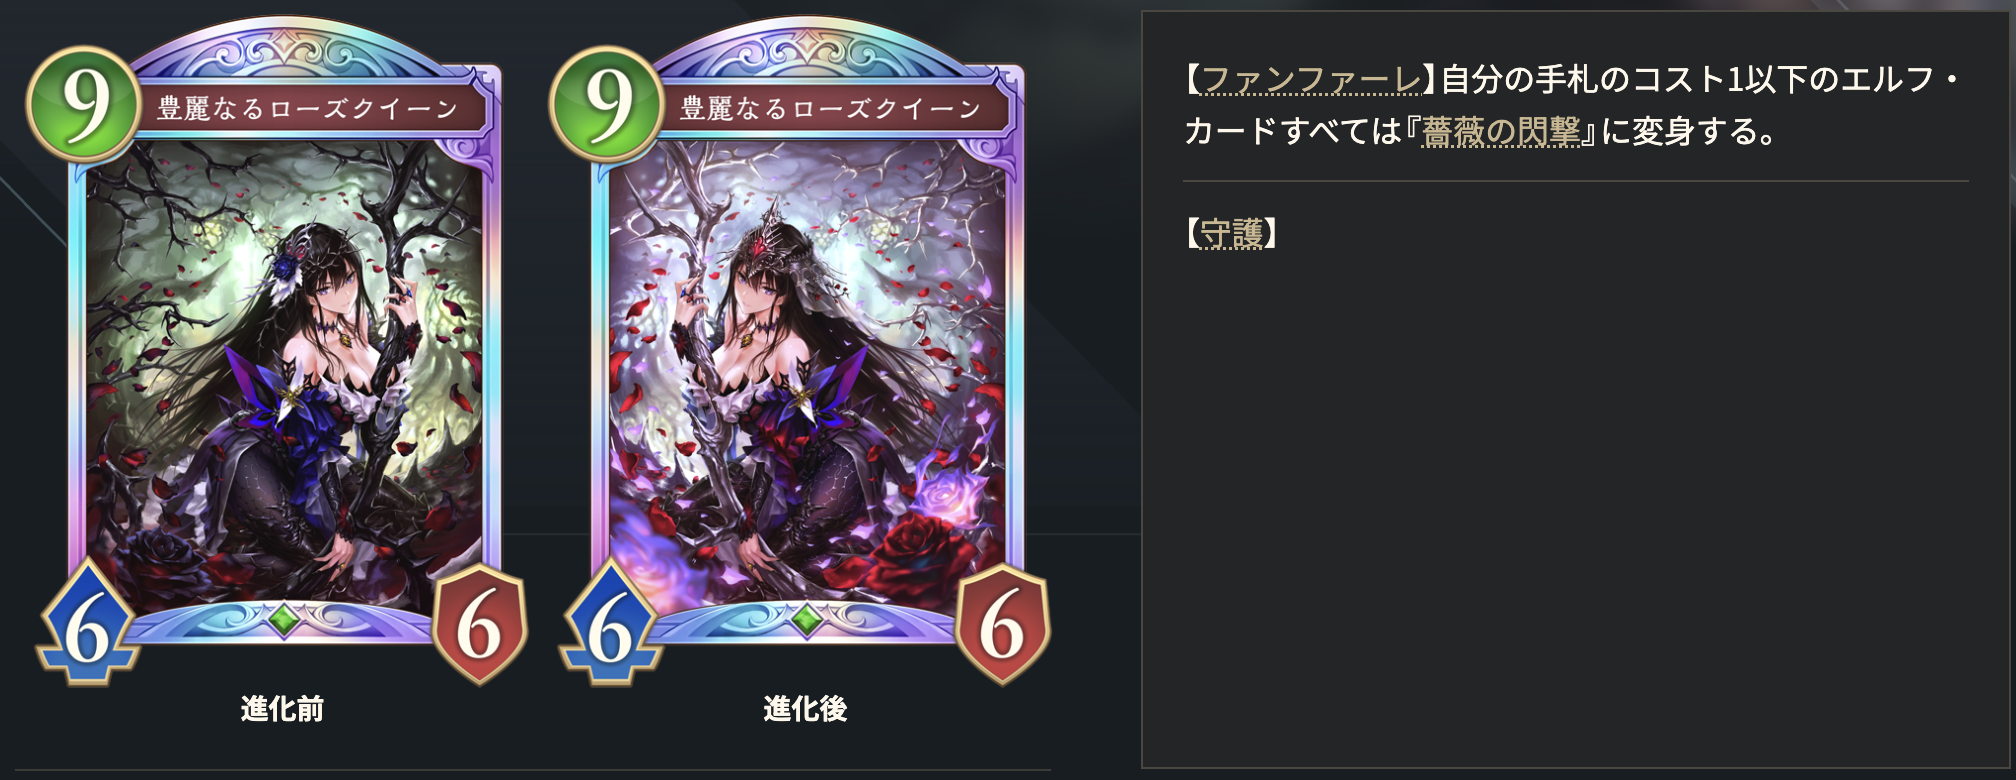 9
豊麗なるローズクイーン
6
6
進化前
9
豊麗なるローズクイーン
6
6
進化後
【ファンファーレ】自分の手札のコスト1以下のエルフ・
カードすべては『薔薇の閃撃』に変身する。
【守護】